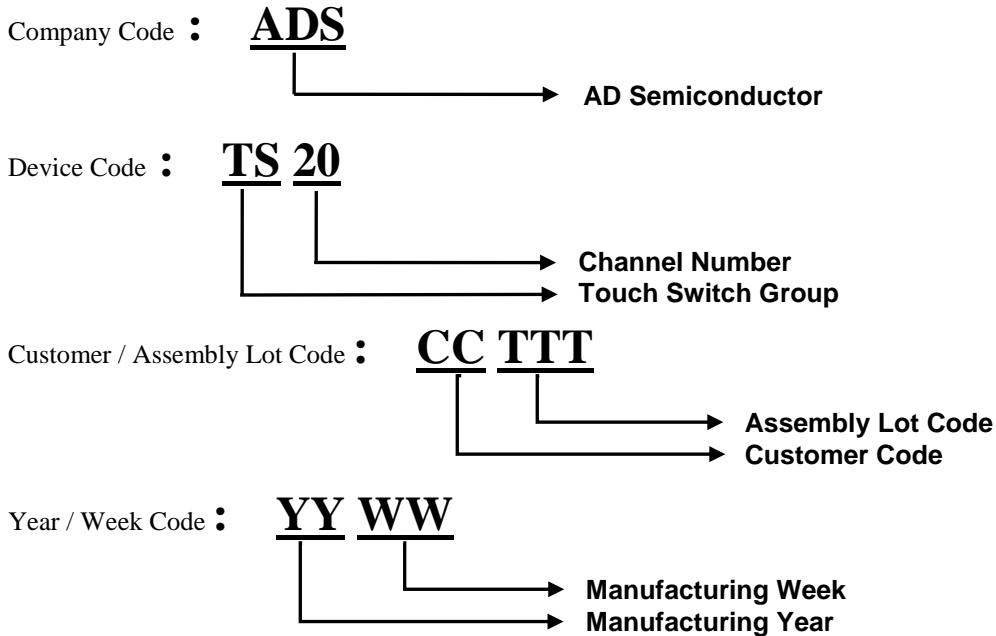 Company Code : ADS
AD Semiconductor
Device Code : TS 20
Channel Number
Touch Switch Group
Customer / Assembly Lot Code : CC TTT
Assembly Lot Code
Customer Code
Year / Week Code : YY WW
Manufacturing Week
Manufacturing Year